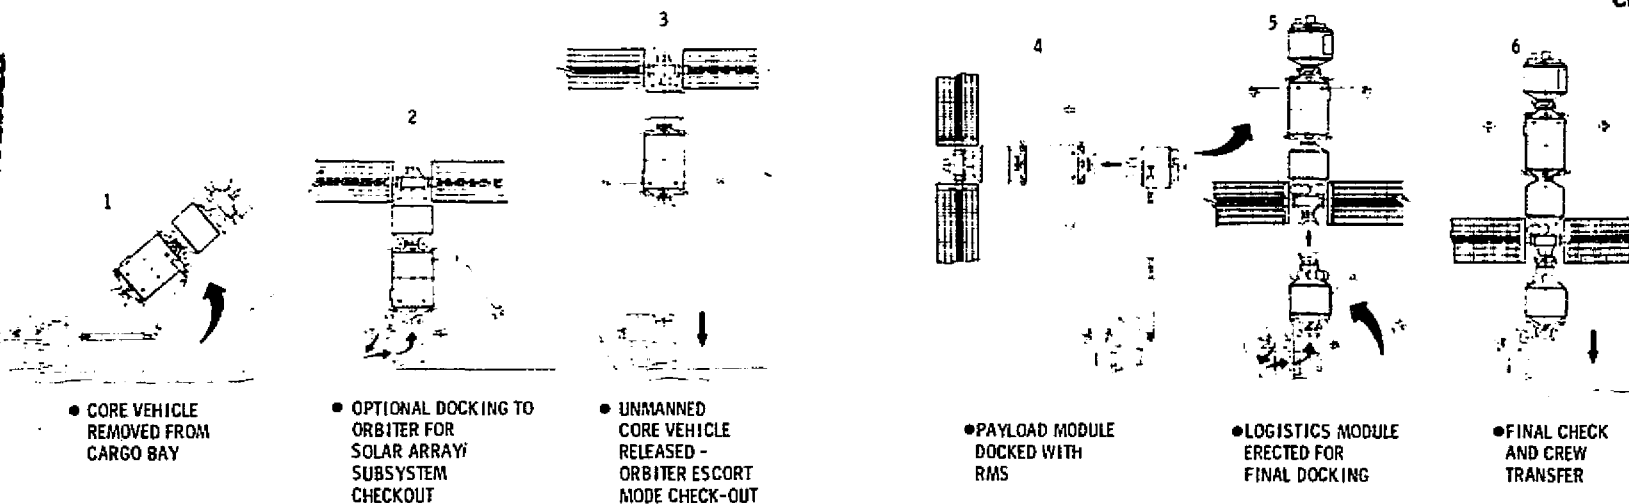 1
● CORE VEHICLE
REMOVED FROM
CARGO BAY
2
● OPTIONAL DOCKING TO
ORBITER FOR
SOLAR ARRAY/
SUBSYSTEM
CHECKOUT
3
● UNMANNED
CORE VEHICLE
RELEASED -
ORBITER ESCORT
MODE CHECK-OUT
4
● PAYLOAD MODULE
DOCKED WITH
RMS
5
● LOGISTICS MODULE
ERECTED FOR
FINAL DOCKING
6
● FINAL CHECK
AND CREW
TRANSFER